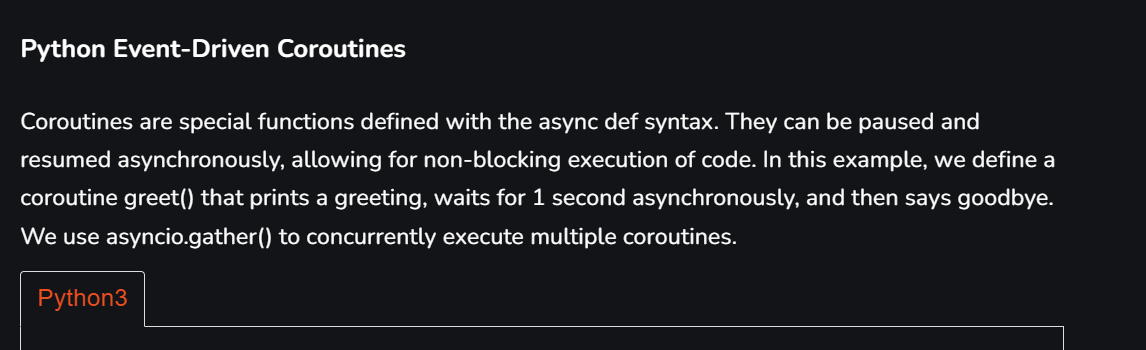 Python Event-Driven Coroutines
Coroutines are special functions defined with the async def syntax. They can be paused and
resumed asynchronously, allowing for non-blocking execution of code. In this example, we define a
coroutine greet() that prints a greeting, waits for 1 second asynchronously, and then says goodbye.
We use asyncio.gather() to concurrently execute multiple coroutines.
Python3